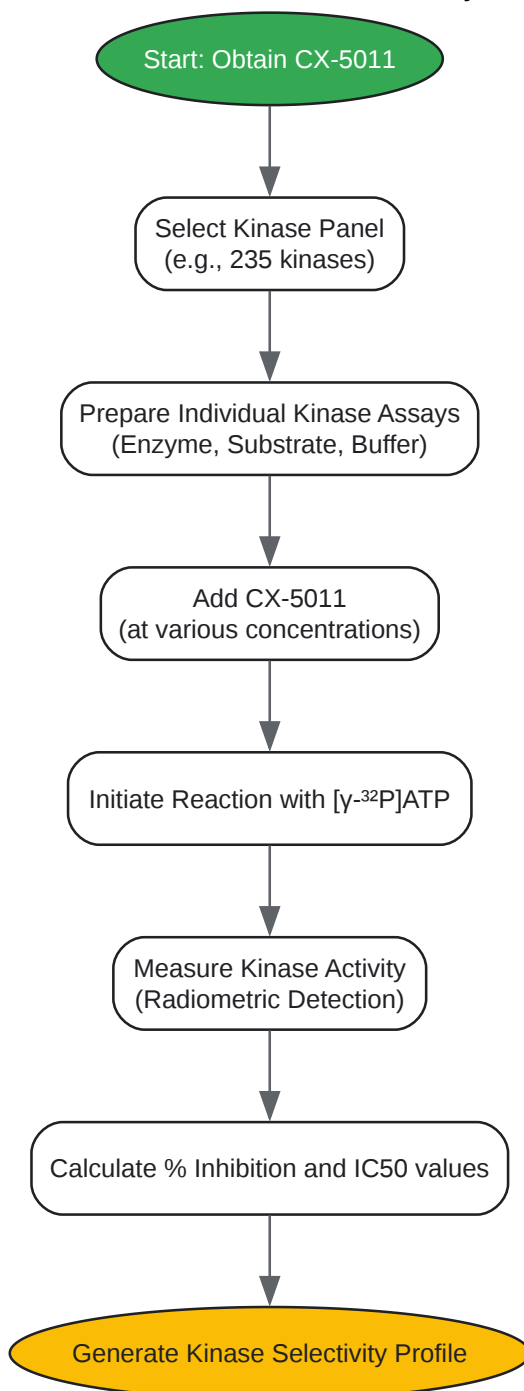 Start: Obtain CX-5011
Select Kinase Panel
(e.g., 235 kinases)
Prepare Individual Kinase Assays
(Enzyme, Substrate, Buffer)
Add CX-5011
(at various concentrations)
Initiate Reaction with [γ-³²P]ATP
Measure Kinase Activity
(Radiometric Detection)
Calculate % Inhibition and IC50 values
Generate Kinase Selectivity Profile